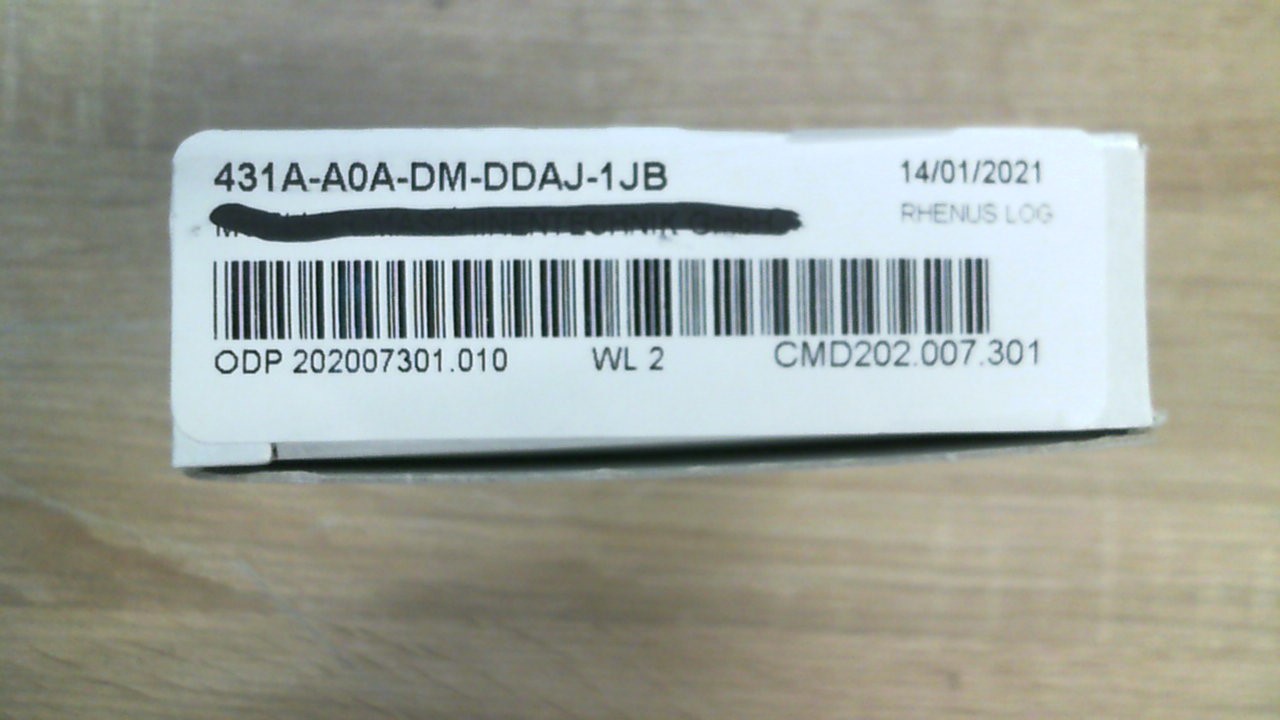 431A-A0A-DM-DDAJ-1JB
14/01/2021
RHENUS LOG
ODP 202007301.010 WL 2 CMD202.007.301